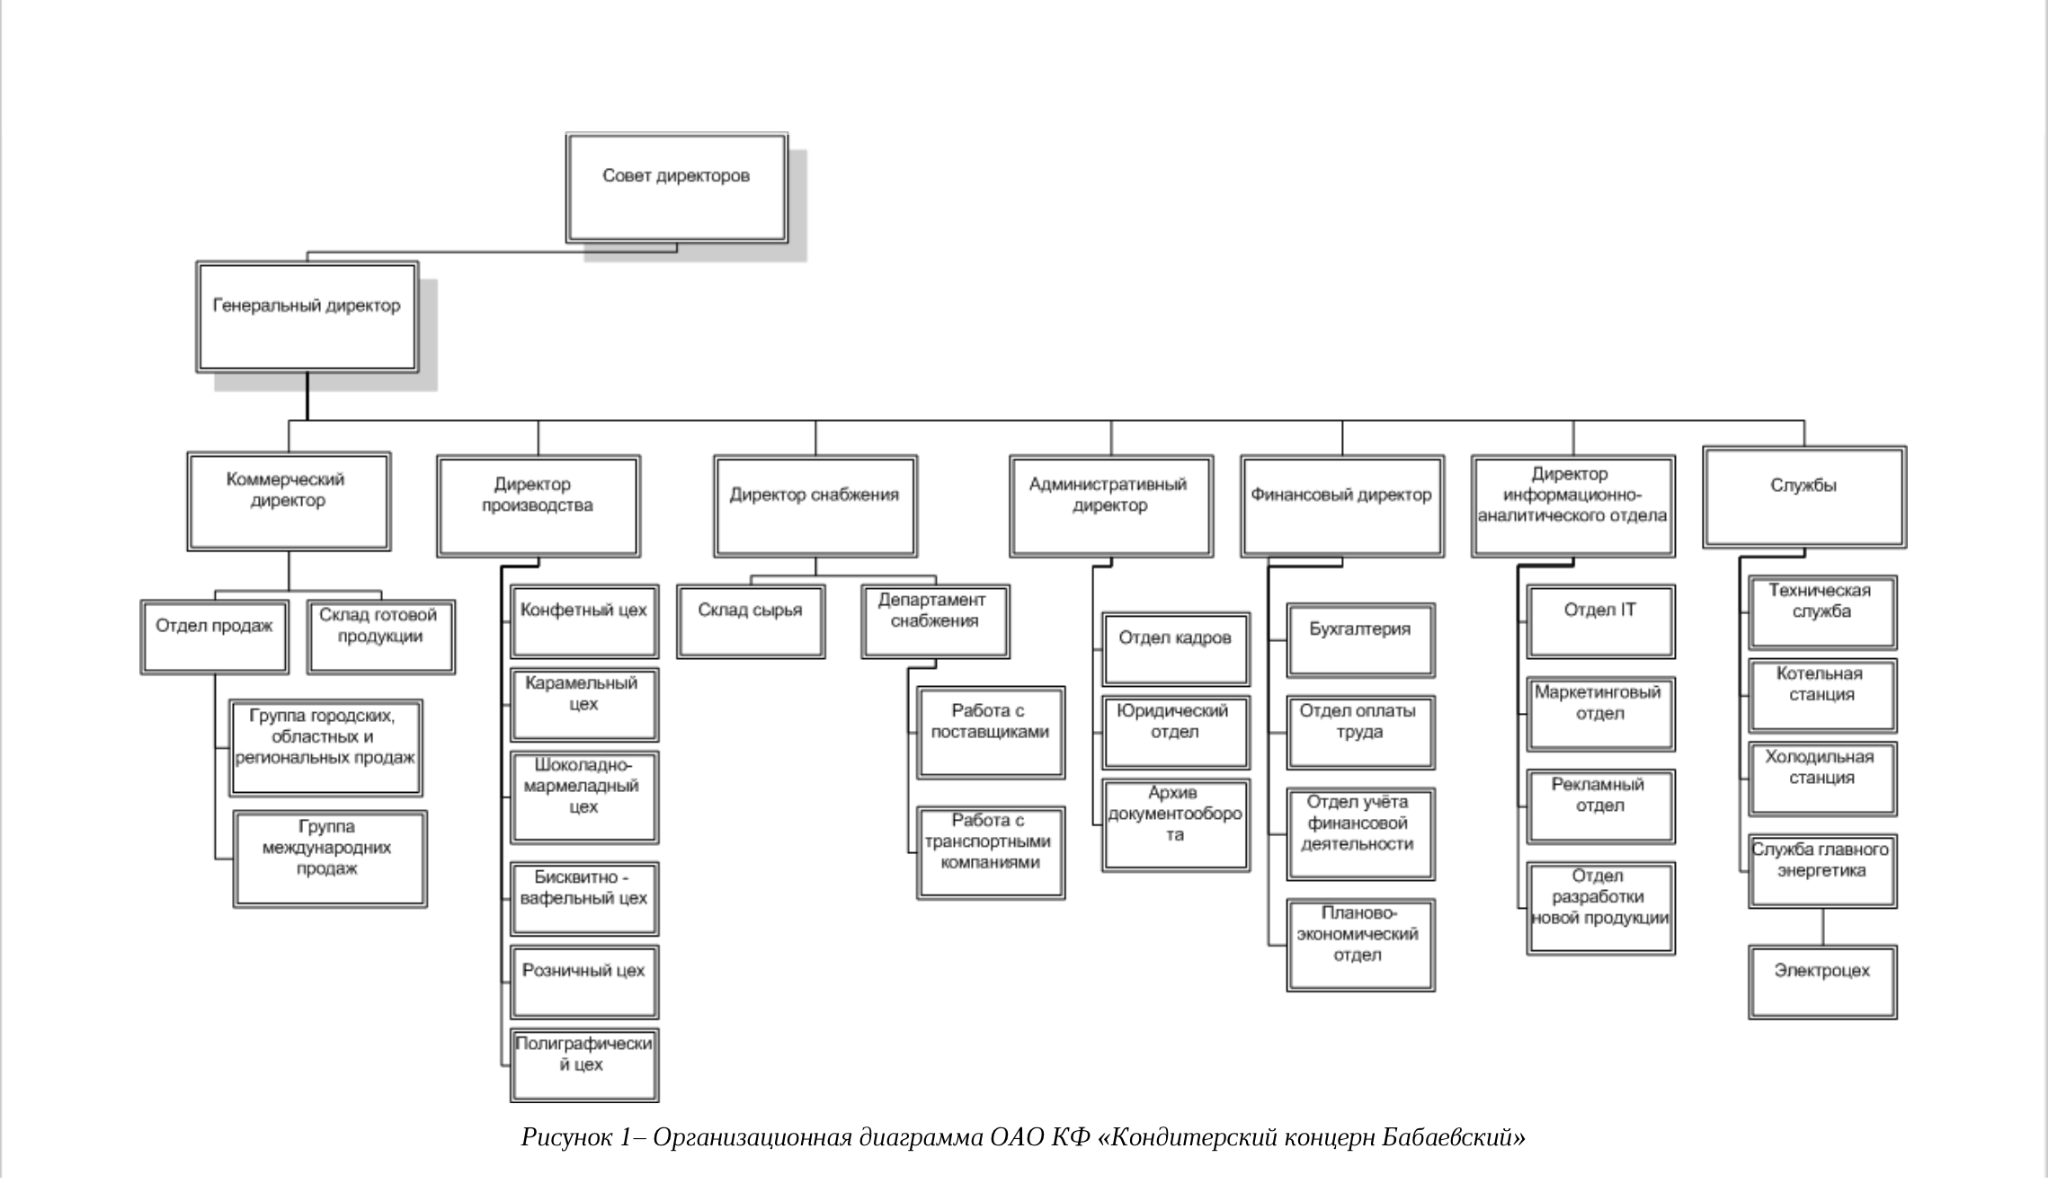 Совет директоров
Генеральный директор
Коммерческий
директор
Директор
производства
Директор снабжения
Административный
директор
Финансовый директор
Директор
информационно-
аналитического отдела
Службы
Отдел продаж
Склад готовой
продукции
Группа городских,
областных и
региональных продаж
Группа
международних
продаж
Конфетный цех
Карамельный
цех
Шоколадно-
мармеладный
цех
Бисквитно -
вафельный цех
Розничный цех
Полиграфически
й цех
Склад сырья
Департамент
снабжения
Работа с
поставщиками
Работа с
транспортными
компаниями
Отдел кадров
Юридический
отдел
Архив
документооборо
та
Бухгалтерия
Отдел оплаты
труда
Отдел учёта
финансовой
деятельности
Планово-
экономический
отдел
Отдел IT
Маркетинговый
отдел
Рекламный
отдел
Отдел
разработки
новой продукции
Техническая
служба
Котельная
станция
Холодильная
станция
Служба главного
энергетика
Электроцех
Рисунок 1– Организационная диаграмма ОАО КФ «Кондитерский концерн Бабаевский»